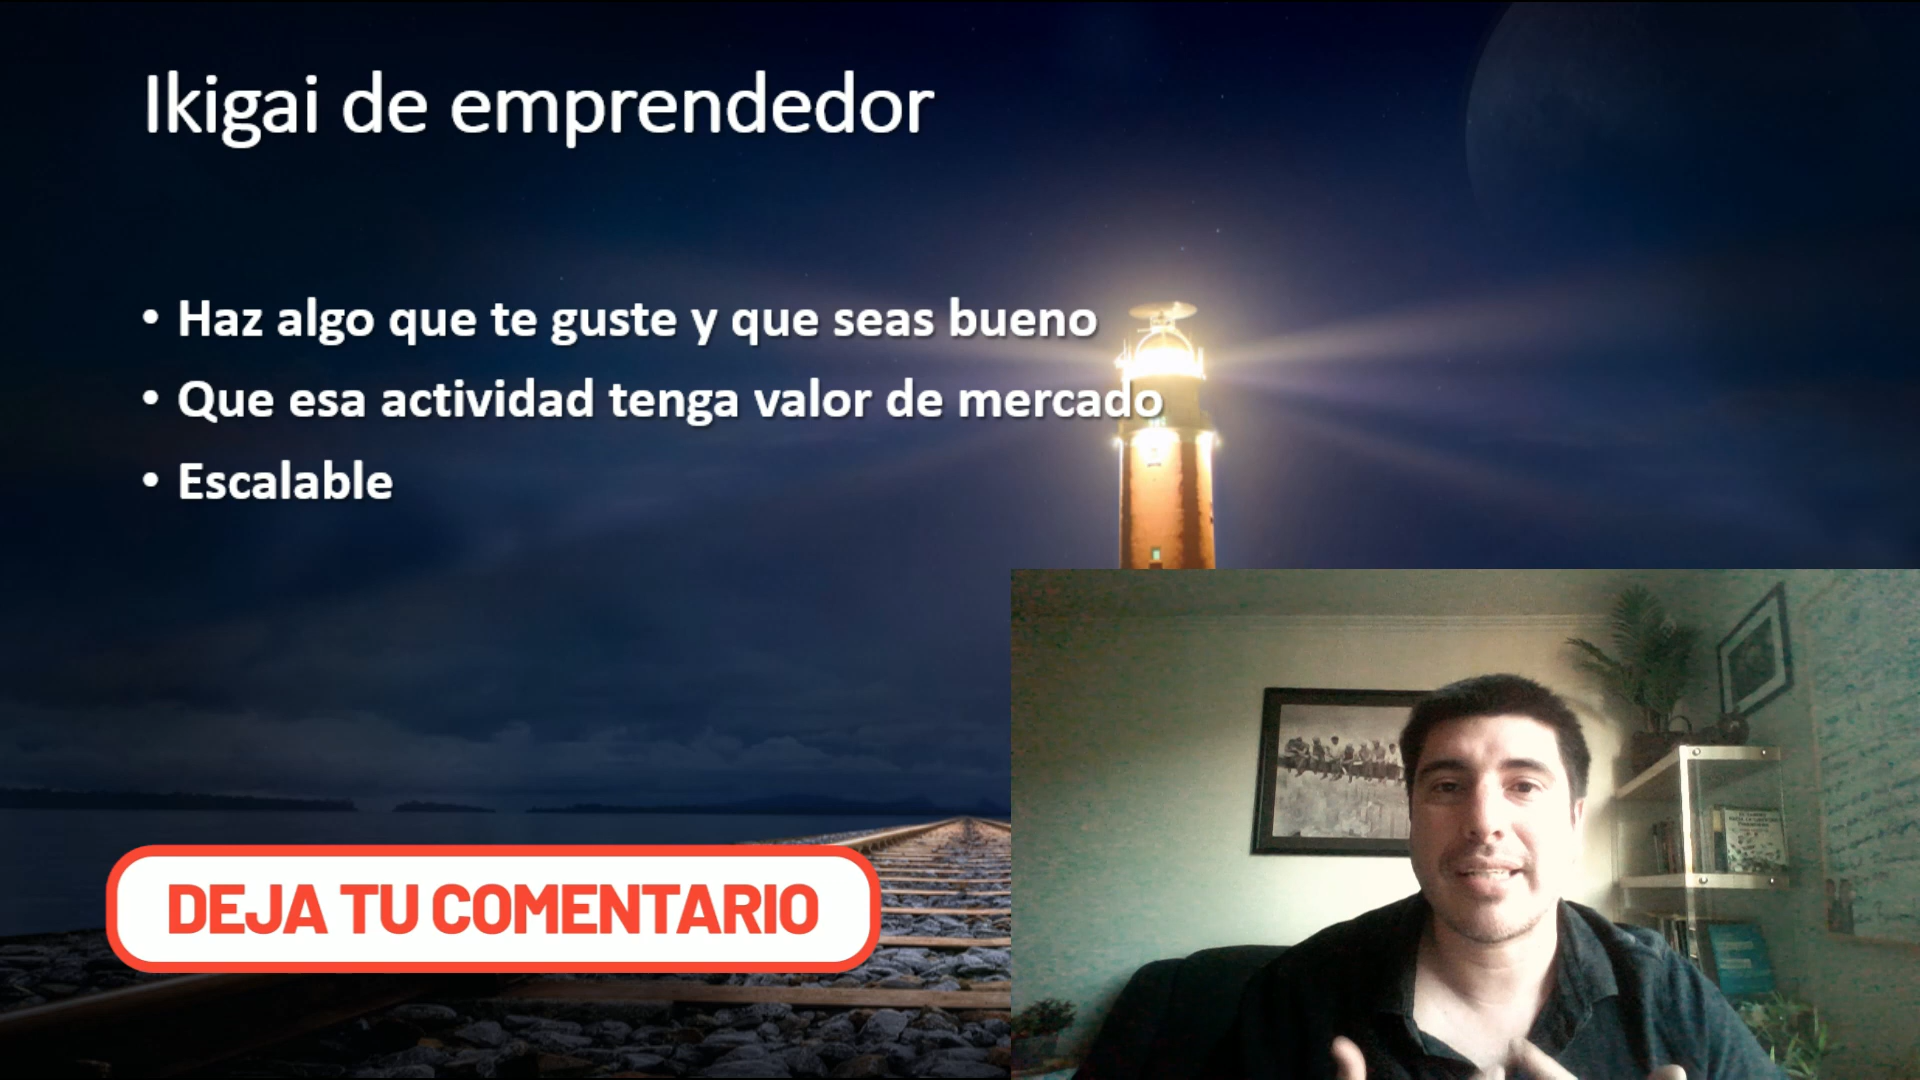 Ikigai de emprendedor
• Haz algo que te guste y que seas bueno
• Que esa actividad tenga valor de mercado
• Escalable
DEJA TU COMENTARIO